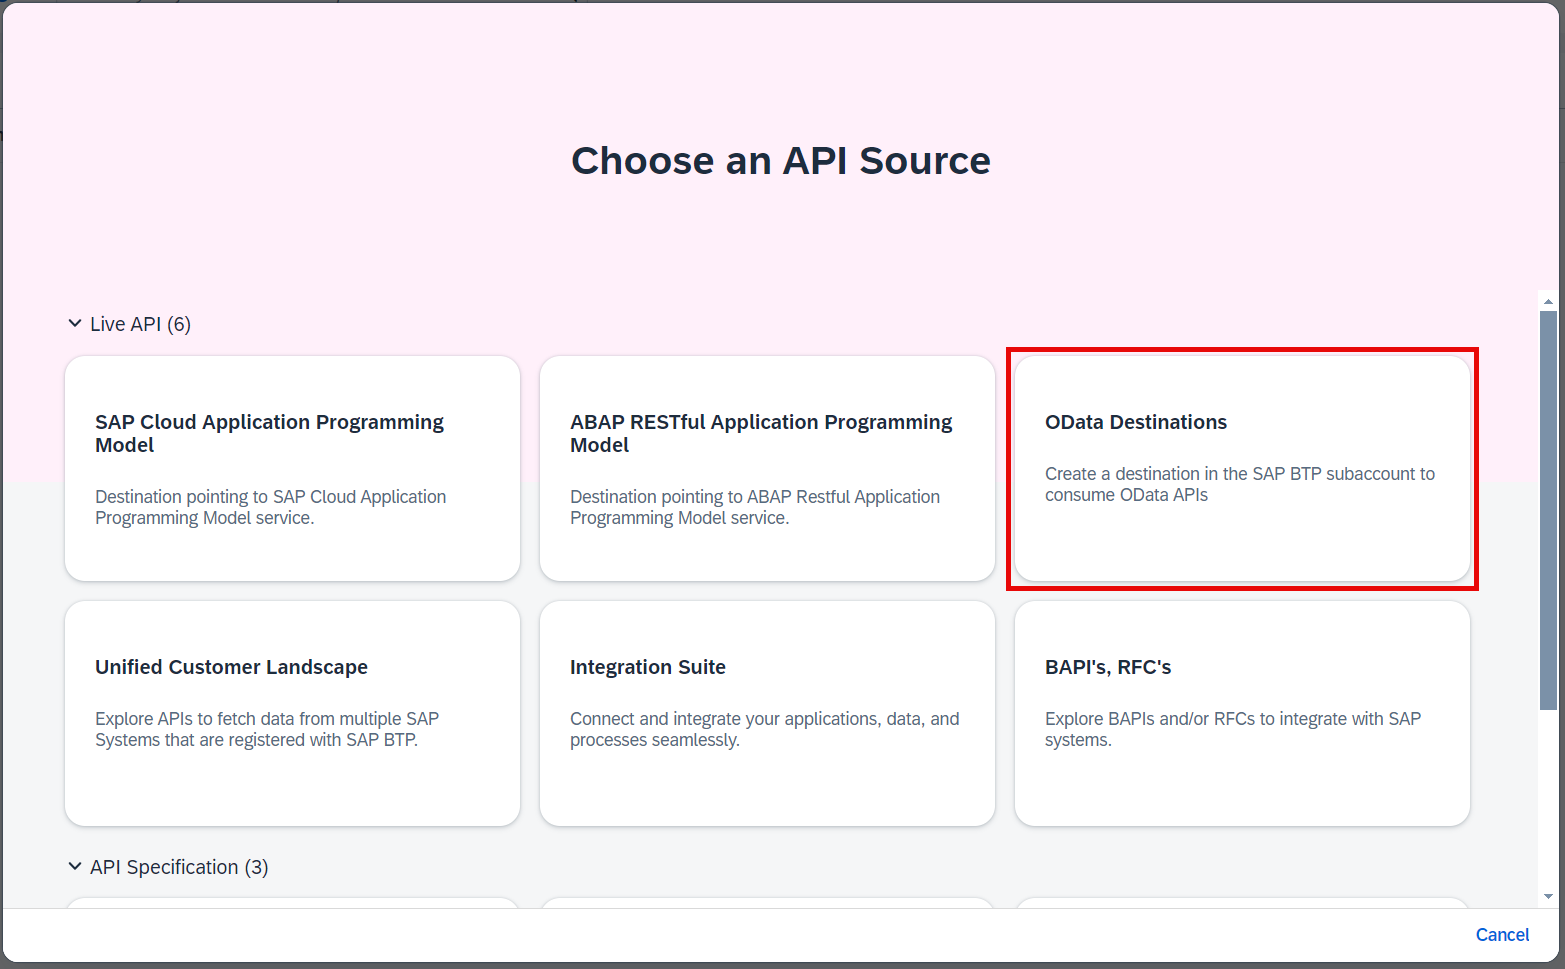 Choose an API Source
Live API (6)
SAP Cloud Application Programming
Model
Destination pointing to SAP Cloud Application
Programming Model service.
ABAP RESTful Application Programming
Model
Destination pointing to ABAP Restful Application
Programming Model service.
OData Destinations
Create a destination in the SAP BTP subaccount to
consume OData APIs
Unified Customer Landscape
Explore APIs to fetch data from multiple SAP
Systems that are registered with SAP BTP.
Integration Suite
Connect and integrate your applications, data, and
processes seamlessly.
BAPI's, RFC's
Explore BAPIs and/or RFCs to integrate with SAP
systems.
API Specification (3)
Cancel